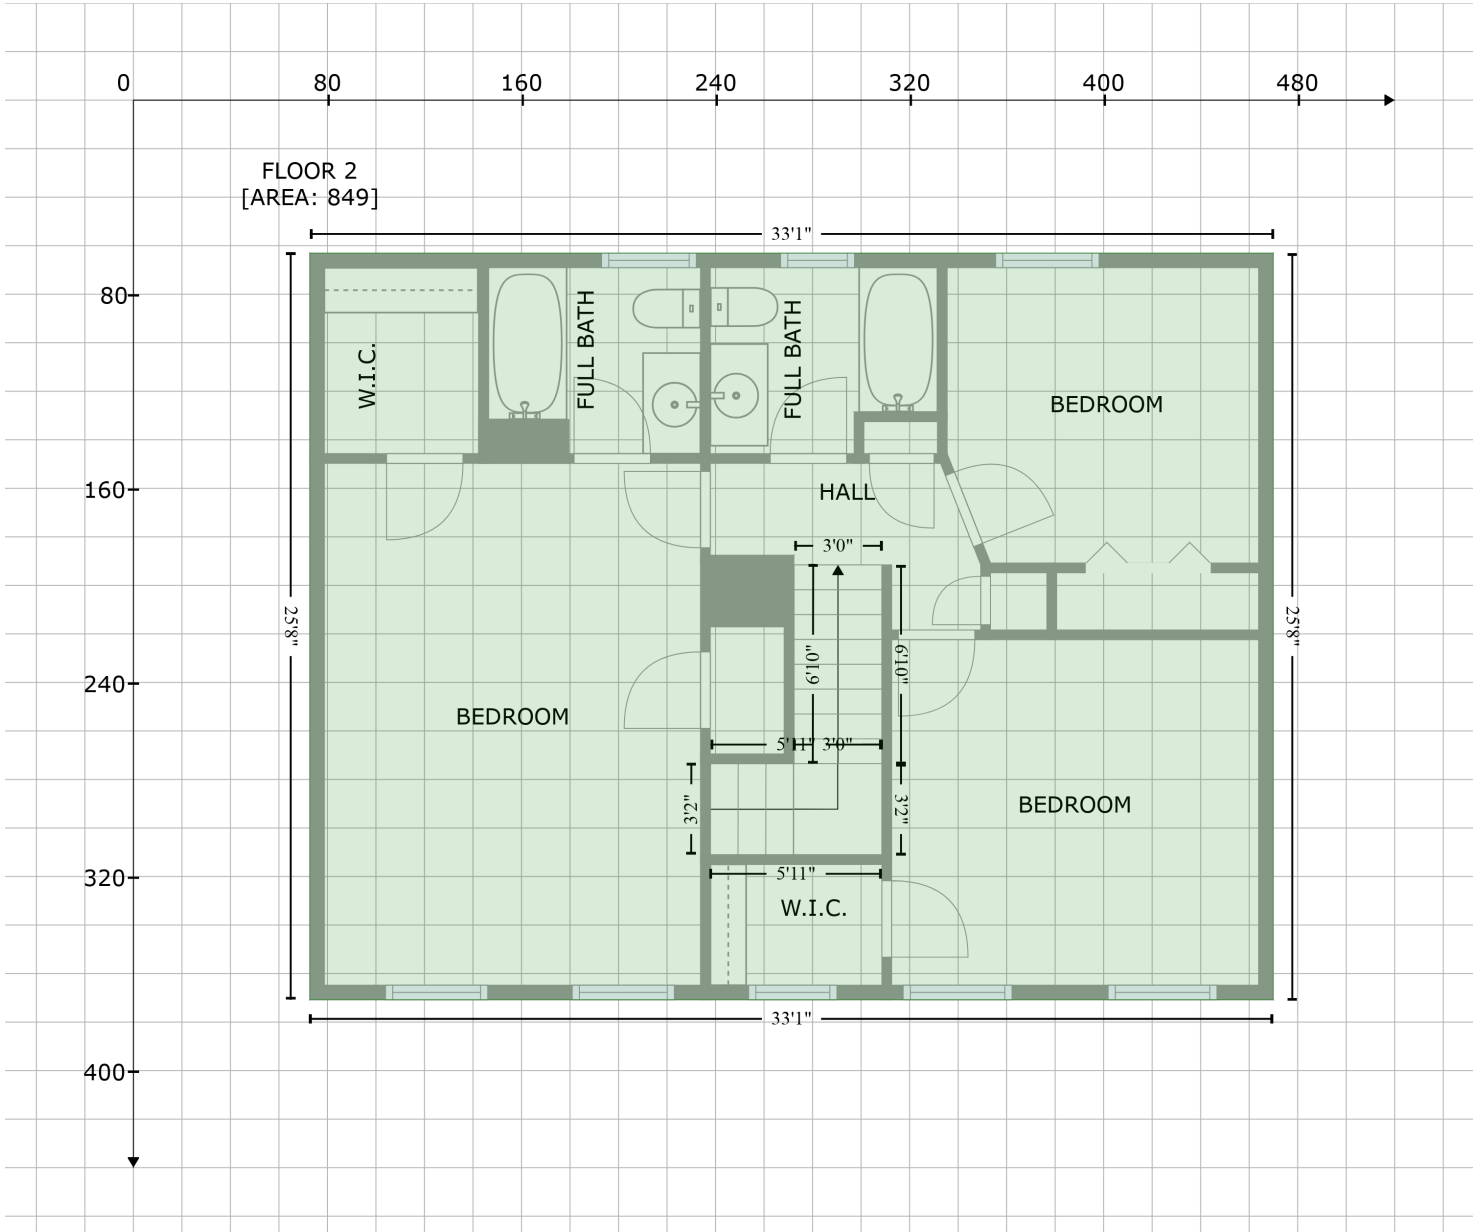 0 80 160 240 320 400 480
FLOOR 2
[AREA: 849]
33'1"
80
FULL BATH
FULL BATH
W.I.C.
BEDROOM
160
HALL
3'0"
25'8"
25'8"
6'10"
6'10"
240
BEDROOM
5'11" 3'0"
3'2"
3'2"
BEDROOM
320
5'11"
W.I.C.
33'1"
400